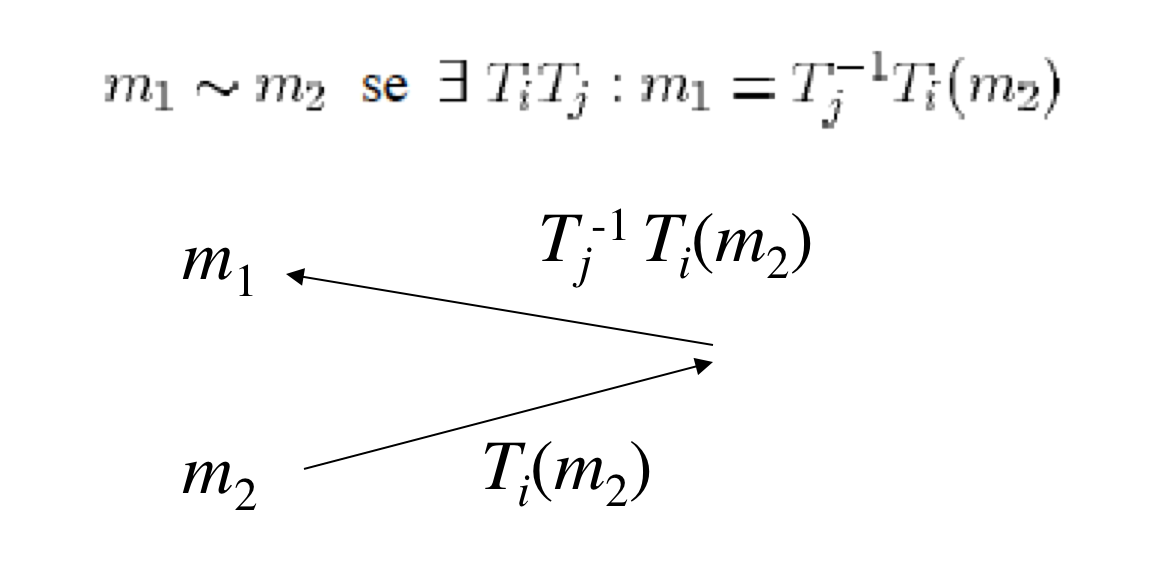 m₁ ∼ m₂ se ∃ TᵢTⱼ : m₁ = Tⱼ⁻¹Tᵢ(m₂)
Tⱼ⁻¹ Tᵢ(m₂)
m₁
m₂
Tᵢ(m₂)